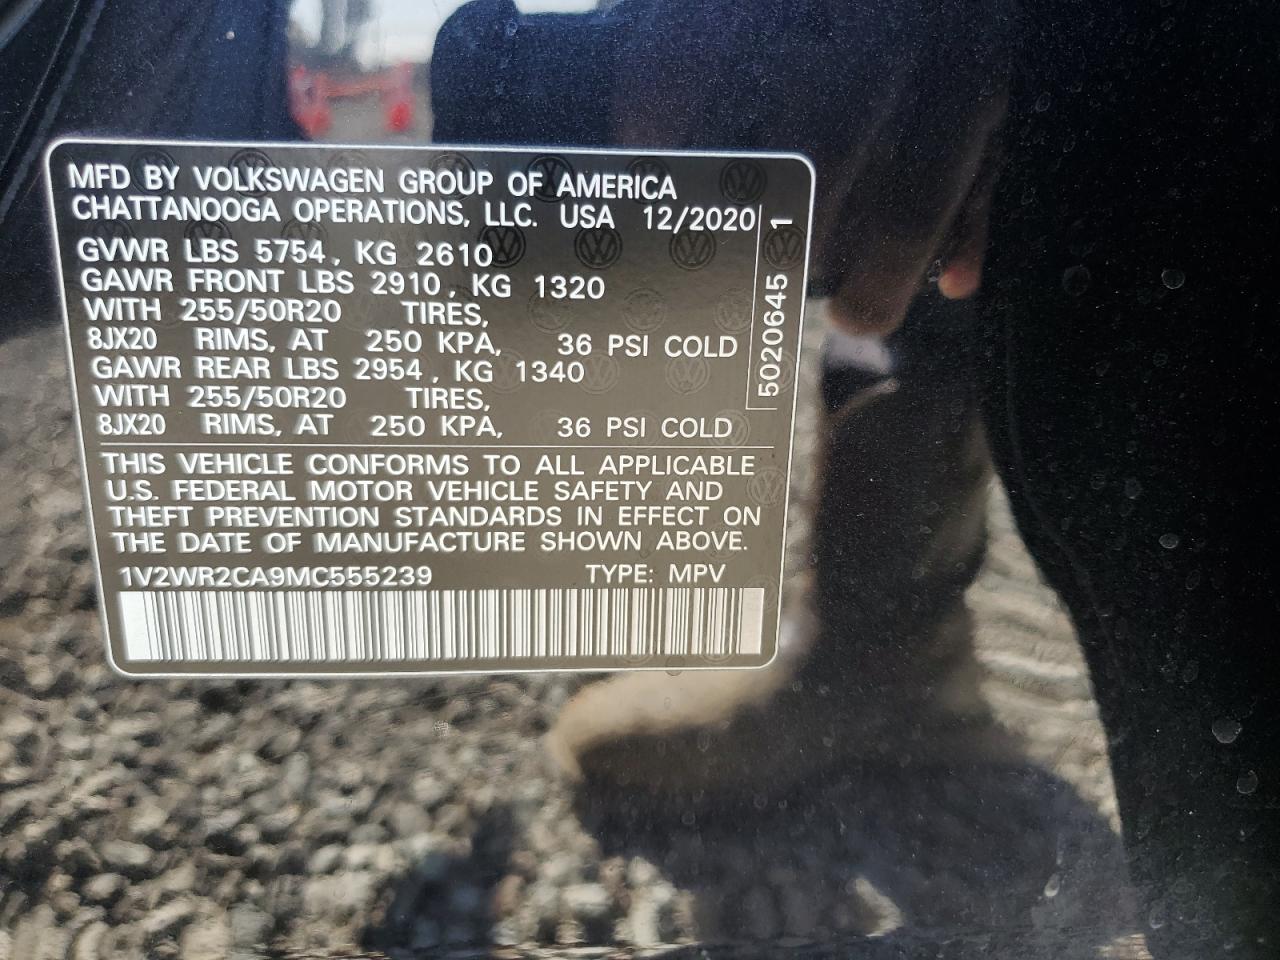 MFD BY VOLKSWAGEN GROUP OF AMERICA
CHATTANOOGA OPERATIONS, LLC. USA 12/2020
GVWR LBS 5754, KG 2610
GAWR FRONT LBS 2910, KG 1320
WITH 255/50R20 TIRES,
8JX20 RIMS, AT 250 KPA, 36 PSI COLD
GAWR REAR LBS 2954, KG 1340
WITH 255/50R20 TIRES,
8JX20 RIMS, AT 250 KPA, 36 PSI COLD
5020645 1
THIS VEHICLE CONFORMS TO ALL APPLICABLE
U.S. FEDERAL MOTOR VEHICLE SAFETY AND
THEFT PREVENTION STANDARDS IN EFFECT ON
THE DATE OF MANUFACTURE SHOWN ABOVE.
1V2WR2CA9MC555239 TYPE: MPV